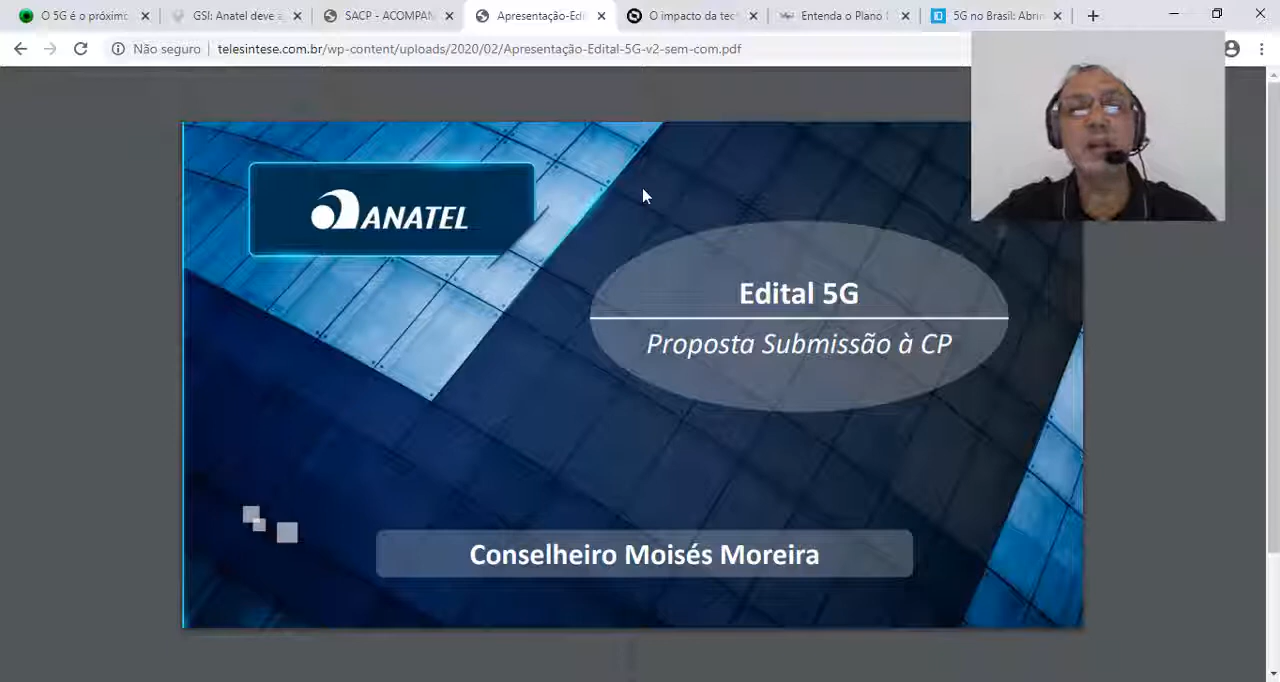 O 5G é o próximo
GSI: Anatel deve
SACP - ACOMPAN
Apresentação-Edi
O impacto da tec
Entenda o Plano
5G no Brasil: Abrin
Não seguro
telesintese.com.br/wp-content/uploads/2020/02/Apresentação-Edital-5G-v2-sem-com.pdf
ANATEL
Edital 5G
Proposta Submissão à CP
Conselheiro Moisés Moreira